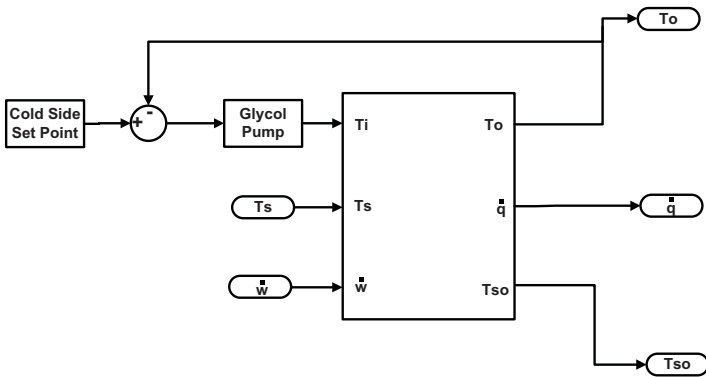 To
Cold Side
Set Point
+
-
Glycol
Pump
Ti
To
Ts
Ts
q̇
q̇
ẇ
ẇ
Tso
Tso